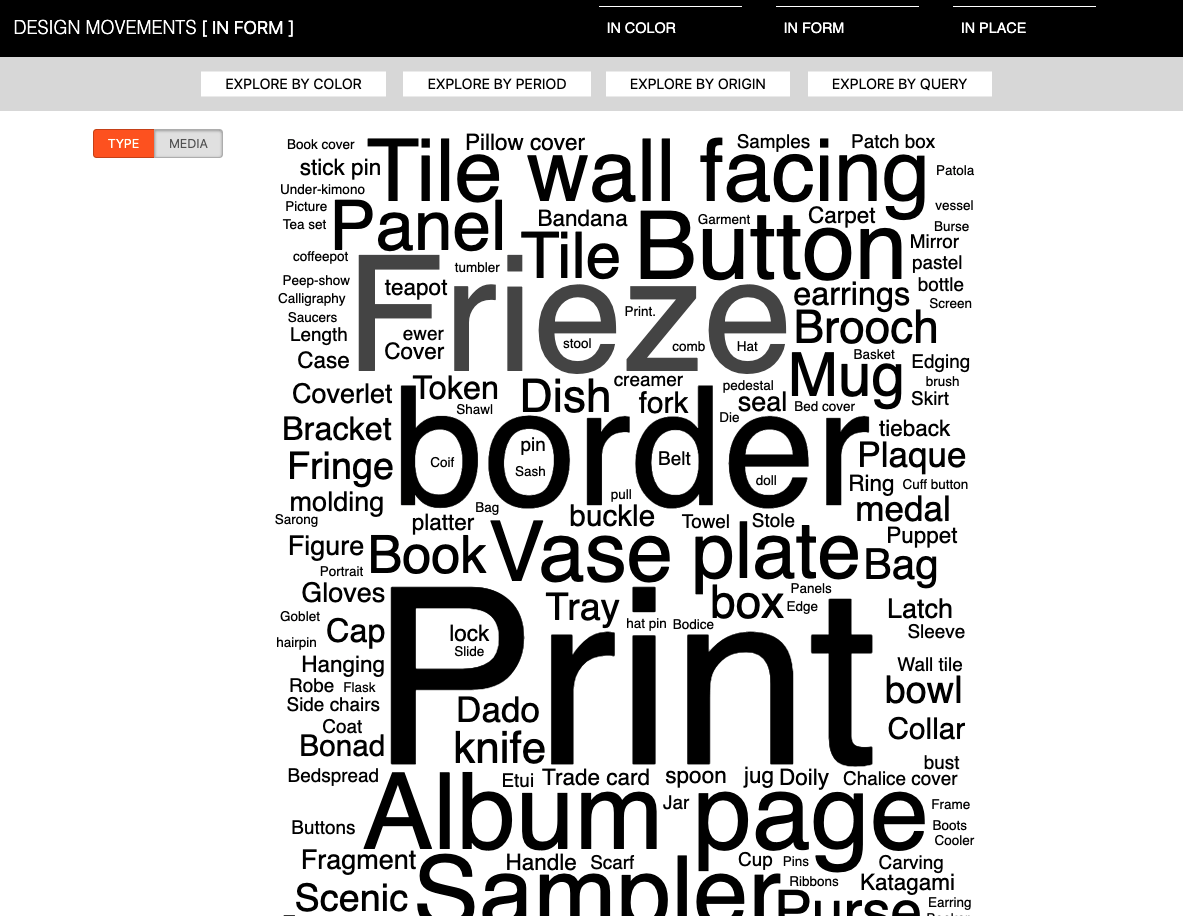 DESIGN MOVEMENTS [ IN FORM ]
IN COLOR
IN FORM
IN PLACE
EXPLORE BY COLOR
EXPLORE BY PERIOD
EXPLORE BY ORIGIN
EXPLORE BY QUERY
TYPE
MEDIA
Book cover
Pillow cover
Samples
Patch box
stick pin
Tile wall facing
Patola
Under-kimono
Picture
vessel
Tea set
Panel
Bandana
Garment
Carpet
Burse
Button
Mirror
coffeepot
Tile
tumbler
pastel
Peep-show
teapot
Frieze
earrings
bottle
Calligraphy
Screen
Saucers
Print.
Length
ewer
Brooch
stool
comb
Hat
Case
Cover
Basket
Edging
Mug
creamer
brush
Coverlet
Token
Dish
fork
pedestal
seal
Bed cover
Skirt
Shawl
Die
Bracket
border
tieback
pin
Plaque
Fringe
Coif
Sash
Belt
doll
Ring
Cuff button
molding
pull
medal
Sarong
Bag
platter
buckle
Towel
Stole
Puppet
Figure
Book
Vase
plate
Bag
Portrait
Gloves
Panels
Tray
box
Edge
Latch
Goblet
hat pin
Bodice
Cap
lock
Sleeve
hairpin
Slide
Print
Hanging
Wall tile
Robe
Flask
bowl
Side chairs
Dado
Coat
Collar
Bonad
knife
bust
Bedspread
Etui
Trade card
spoon
jug
Doily
Chalice cover
Album page
Jar
Frame
Buttons
Boots
Cooler
Fragment
Handle
Scarf
Cup
Pins
Carving
Sampler
Ribbons
Katagami
Scenic
Purse
Earring